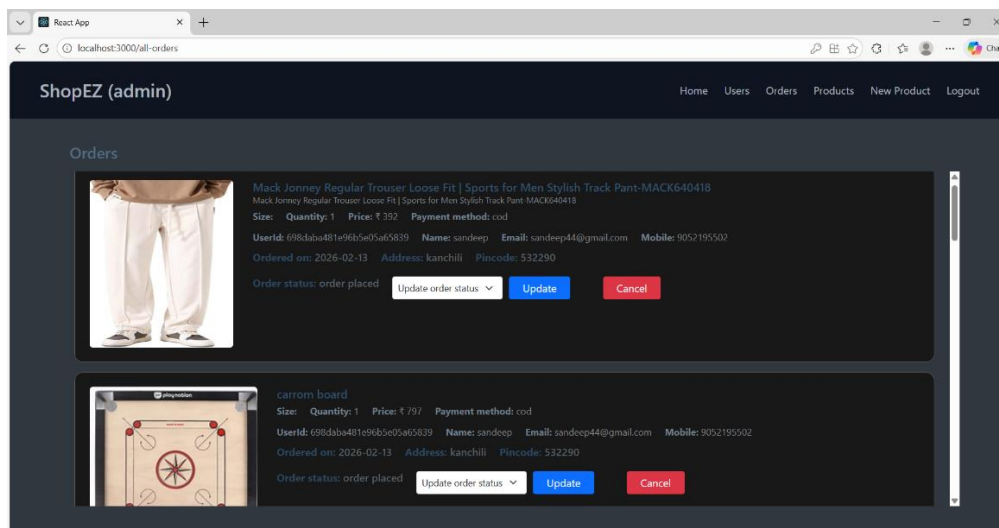 React App
localhost:3000/all-orders
ShopEZ (admin)
Home Users Orders Products New Product Logout
Orders
Mack Jonney Regular Trouser Loose Fit | Sports for Men Stylish Track Pant-MACK640418
Mack Jonney Regular Trouser Loose Fit | Sports for Men Stylish Track Pant-MACK640418
Size: Quantity: 1 Price: ₹ 392 Payment method: cod
UserId: 698daba481e96b5e05a65839 Name: sandeep Email: sandeep44@gmail.com Mobile: 9052195502
Ordered on: 2026-02-13 Address: kanchili Pincode: 532290
Order status: order placed Update order status Update Cancel
playnation
carrom board
Size: Quantity: 1 Price: ₹ 797 Payment method: cod
UserId: 698daba481e96b5e05a65839 Name: sandeep Email: sandeep44@gmail.com Mobile: 9052195502
Ordered on: 2026-02-13 Address: kanchili Pincode: 532290
Order status: order placed Update order status Update Cancel